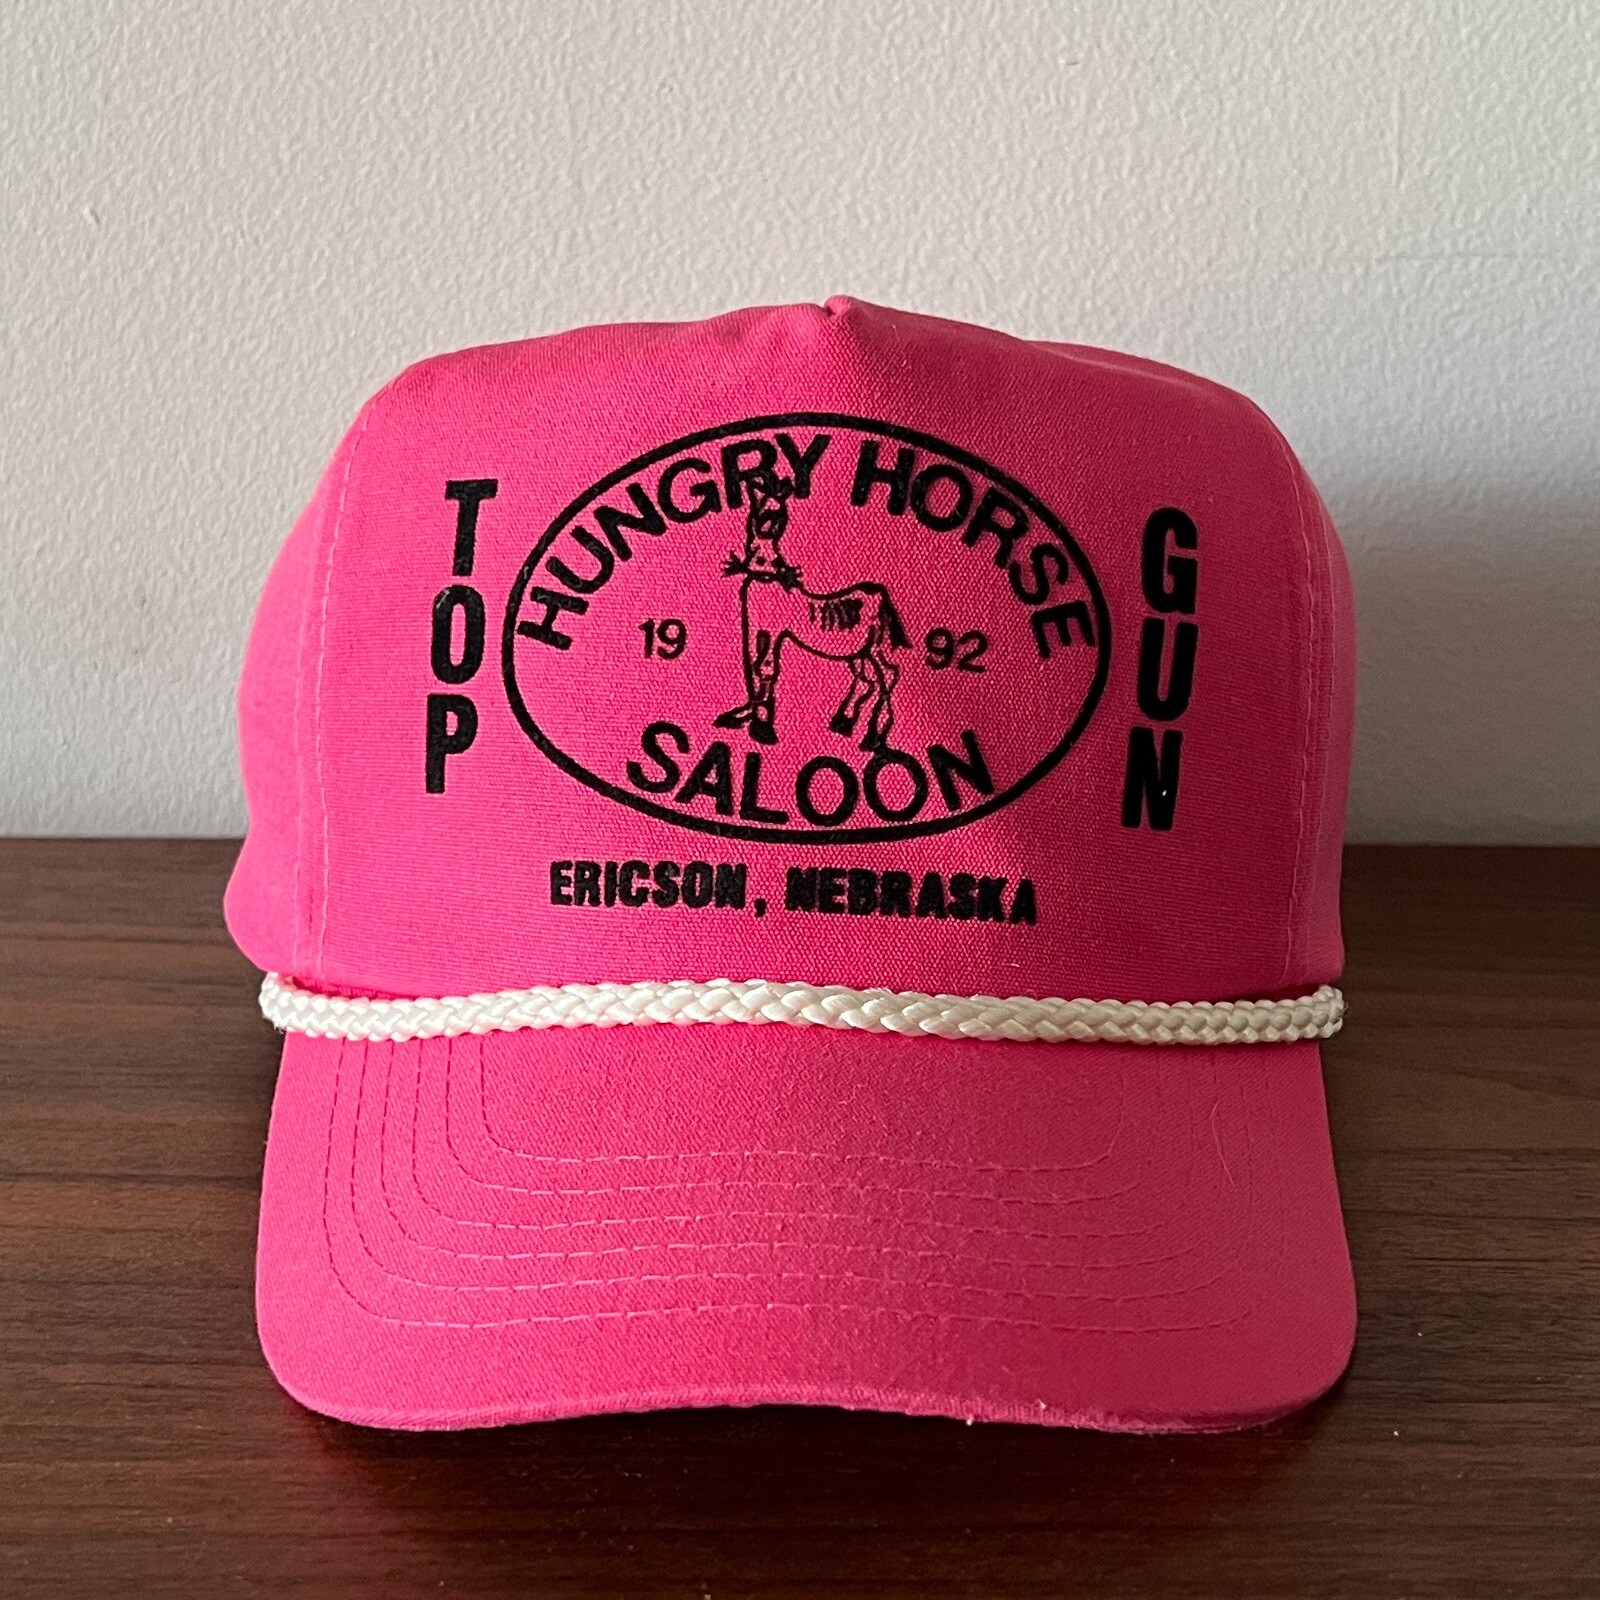 TOP
HUNGRY HORSE
19 92
SALOON
GUN
ERICSON, NEBRASKA